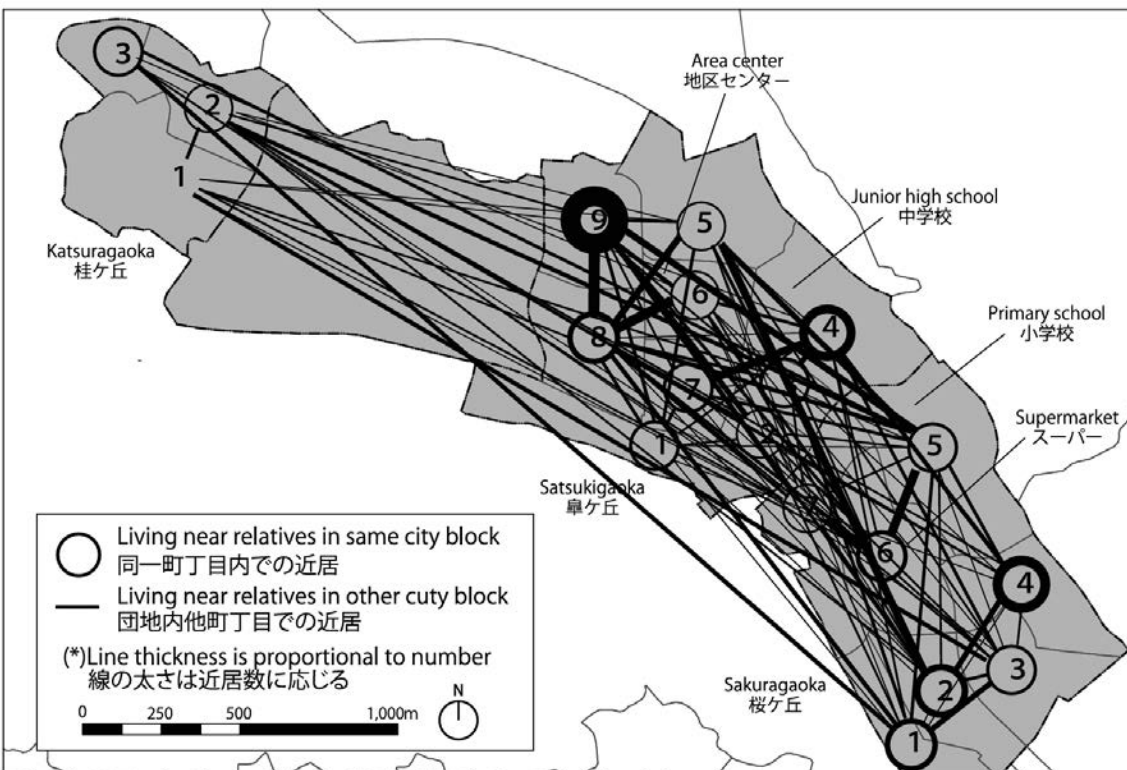 3
2
1
Katsuragaoka
桂ケ丘
Area center
地区センター
9
5
6
8
4
7
1
Junior high school
中学校
Primary school
小学校
Supermarket
スーパー
Satsukigaoka
皐ケ丘
5
6
4
3
2
1
Sakuragaoka
桜ケ丘
Living near relatives in same city block
同一町丁目内での近居
Living near relatives in other cuty block
団地内他町丁目での近居
(*)Line thickness is proportional to number
線の太さは近居数に応じる
0 250 500 1,000m
N